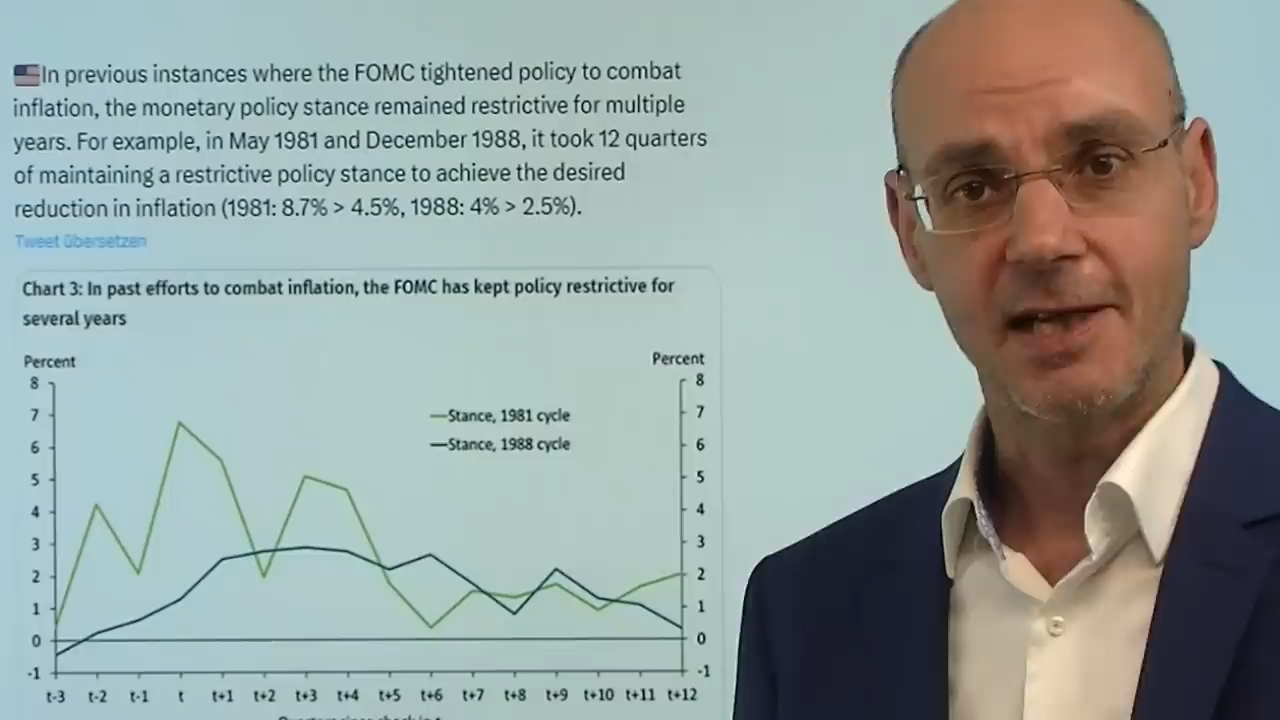 In previous instances where the FOMC tightened policy to combat
inflation, the monetary policy stance remained restrictive for multiple
years. For example, in May 1981 and December 1988, it took 12 quarters
of maintaining a restrictive policy stance to achieve the desired
reduction in inflation (1981: 8.7% > 4.5%, 1988: 4% > 2.5%).
Tweet übersetzen
Chart 3: In past efforts to combat inflation, the FOMC has kept policy restrictive for
several years
Percent Percent
8 8
7 7
6 6
5 5
4 4
3 3
2 2
1 1
0 0
-1 -1
Stance, 1981 cycle
Stance, 1988 cycle
t-3 t-2 t-1 t t+1 t+2 t+3 t+4 t+5 t+6 t+7 t+8 t+9 t+10 t+11 t+12